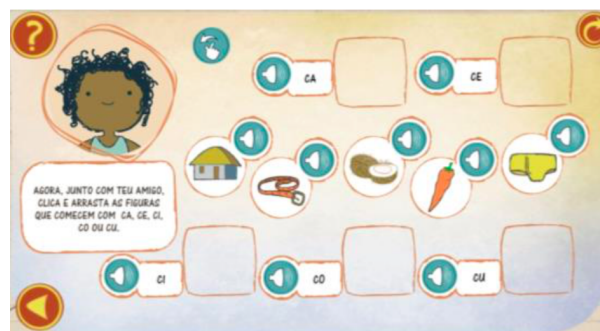 ?
CA
CE
AGORA, JUNTO COM TEU AMIGO,
CLICA E ARRASTA AS FIGURAS
QUE COMECEM COM CA, CE, CI,
CO OU CU.
CI
CO
CU